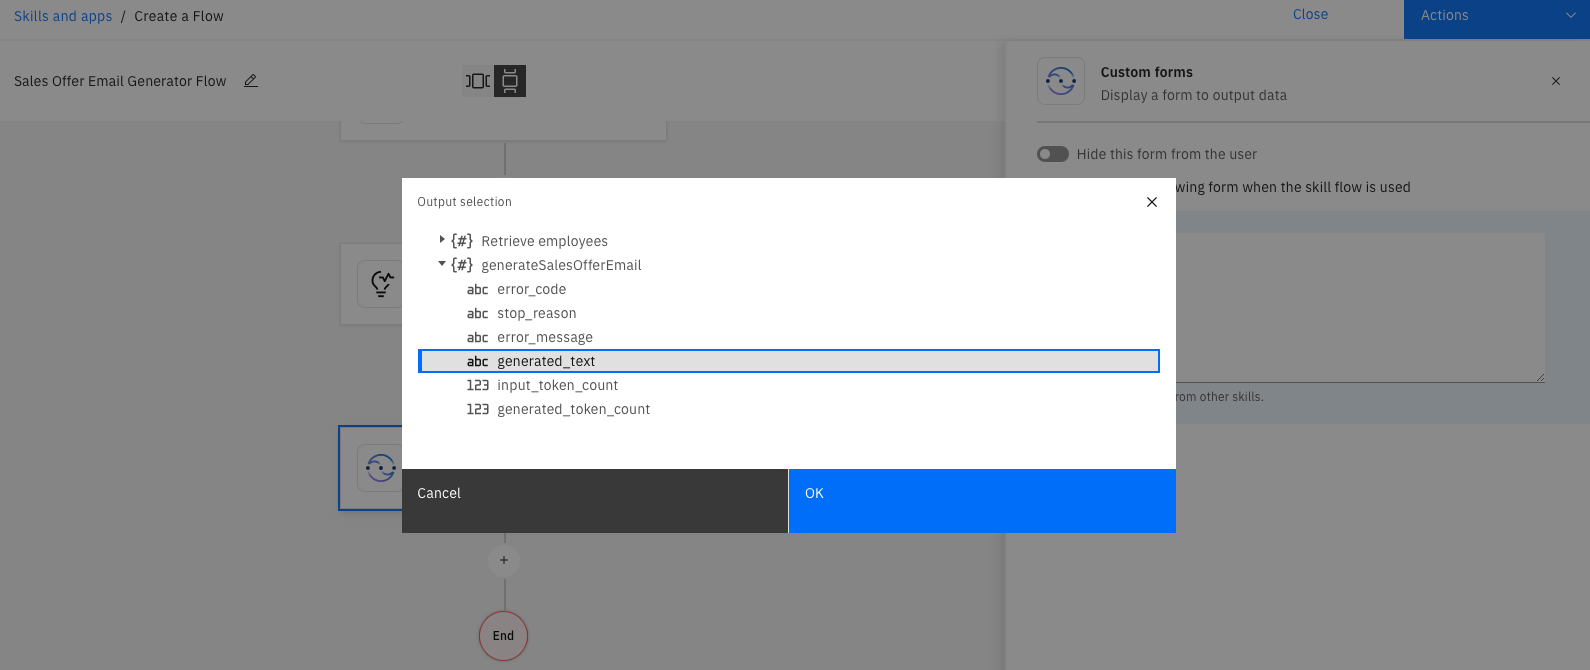 Skills and apps / Create a Flow
Close
Actions
Sales Offer Email Generator Flow
Custom forms
Display a form to output data
Hide this form from the user
wing form when the skill flow is used
Output selection
{#} Retrieve employees
{#} generateSalesOfferEmail
abc error_code
abc stop_reason
abc error_message
abc generated_text
123 input_token_count
123 generated_token_count
rom other skills.
Cancel
OK
+
End